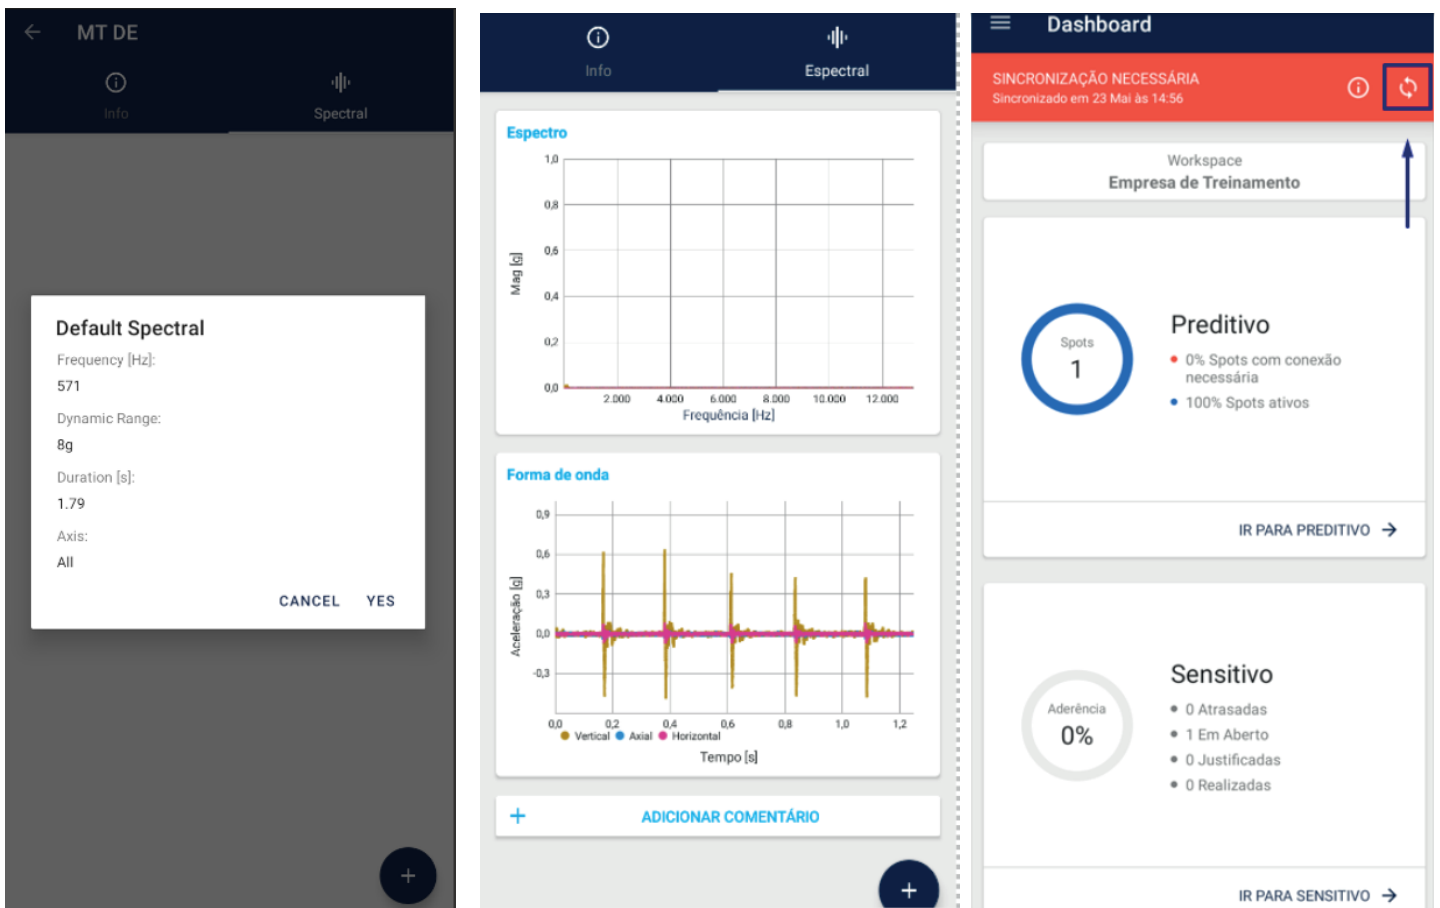 MT DE
Info
Spectral
Default Spectral
Frequency [Hz]:
571
Dynamic Range:
8g
Duration [s]:
1.79
Axis:
All
CANCEL YES
Info
Espectral
Espectro
1,0
0,8
0,6
0,4
0,2
0,0
Mag [g]
2.000 4.000 6.000 8.000 10.000 12.000
Frequência [Hz]
Forma de onda
0,9
0,6
0,3
0,0
-0,3
Aceleração [g]
0,0 0,2 0,4 0,6 0,8 1,0 1,2
Vertical Axial Horizontal
Tempo [s]
+ ADICIONAR COMENTÁRIO
Dashboard
SINCRONIZAÇÃO NECESSÁRIA
Sincronizado em 23 Mai às 14:56
Workspace
Empresa de Treinamento
Spots
1
Preditivo
0% Spots com conexão
necessária
100% Spots ativos
IR PARA PREDITIVO
Aderência
0%
Sensitivo
0 Atrasadas
1 Em Aberto
0 Justificadas
0 Realizadas
IR PARA SENSITIVO